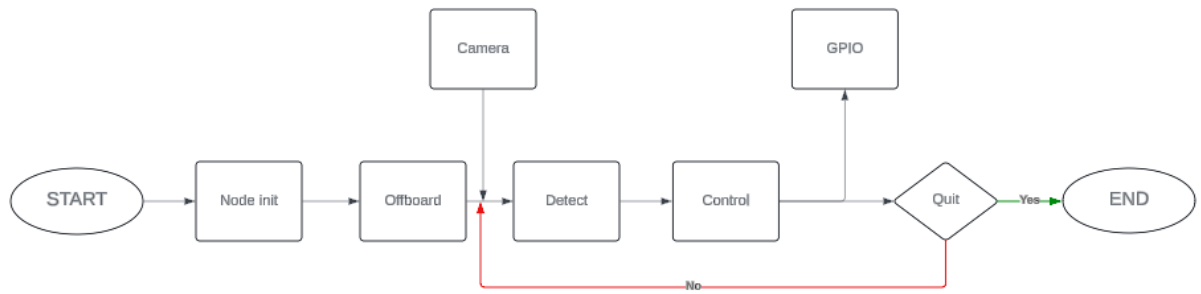 Camera
GPIO
START
Node init
Offboard
Detect
Control
Quit
Yes
END
No